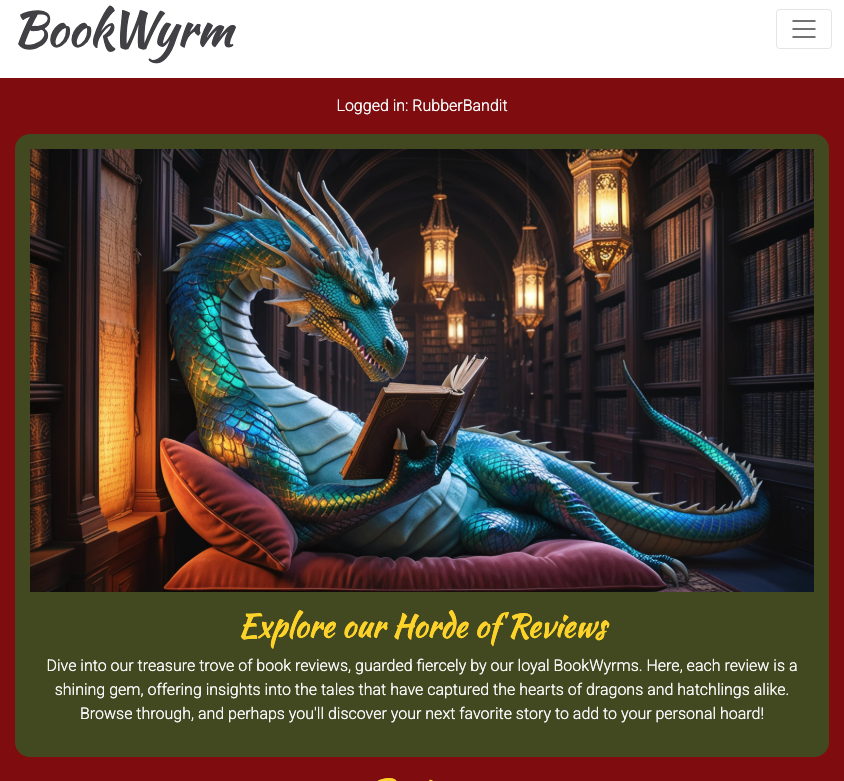 BookWyrm
Logged in: RubberBandit
Explore our Horde of Reviews
Dive into our treasure trove of book reviews, guarded fiercely by our loyal BookWyrms. Here, each review is a
shining gem, offering insights into the tales that have captured the hearts of dragons and hatchlings alike.
Browse through, and perhaps you'll discover your next favorite story to add to your personal hoard!